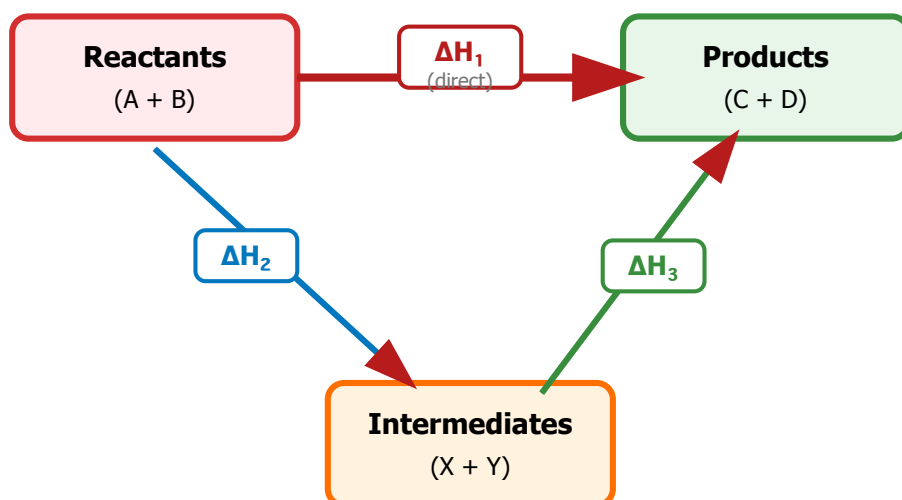 Reactants
(A + B)
ΔH₁
(direct)
Products
(C + D)
ΔH₂
ΔH₃
Intermediates
(X + Y)